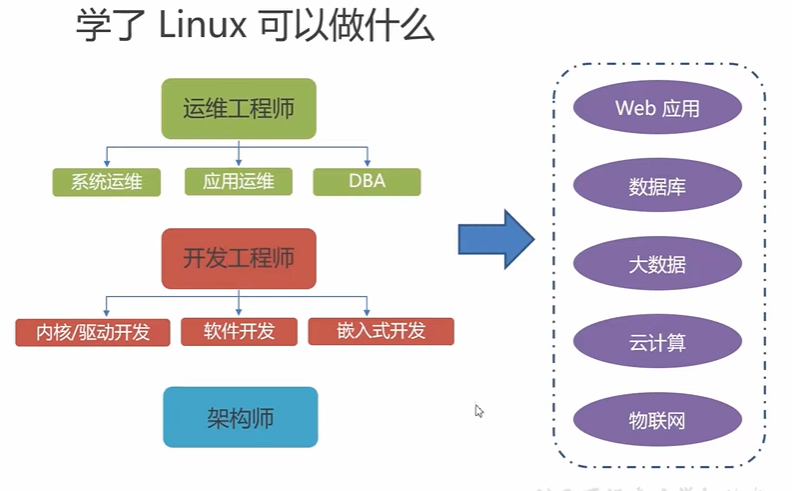 学了 Linux 可以做什么
运维工程师
系统运维
应用运维
DBA
开发工程师
内核/驱动开发
软件开发
嵌入式开发
架构师
Web 应用
数据库
大数据
云计算
物联网